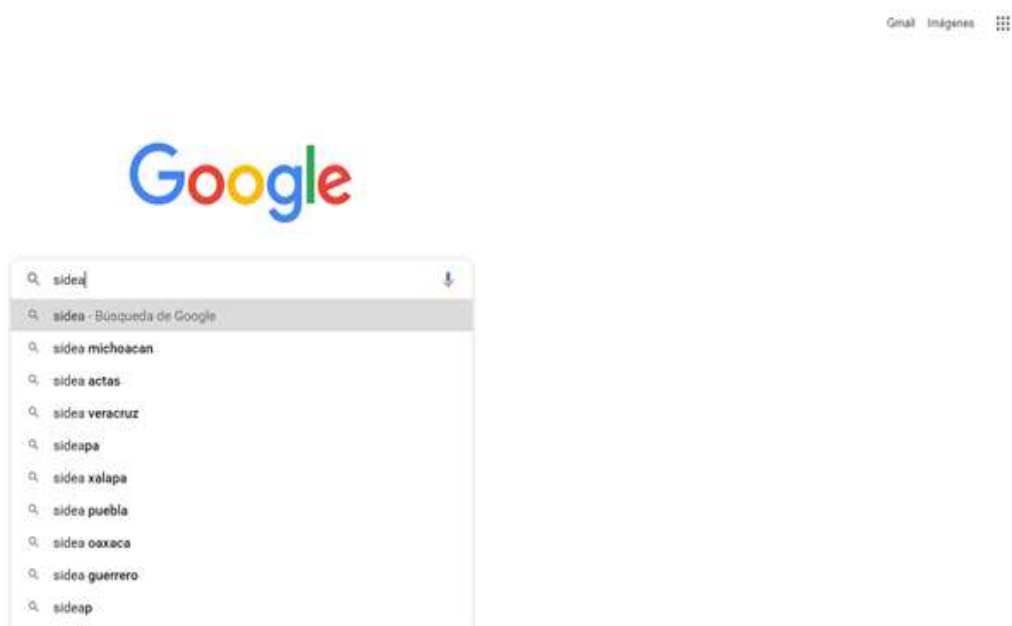 Gmail Imágenes
Google
sidea
sidea - Búsqueda de Google
sidea michoacan
sidea actas
sidea veracruz
sideapa
sidea xalapa
sidea puebla
sidea oaxaca
sidea guerrero
sideap